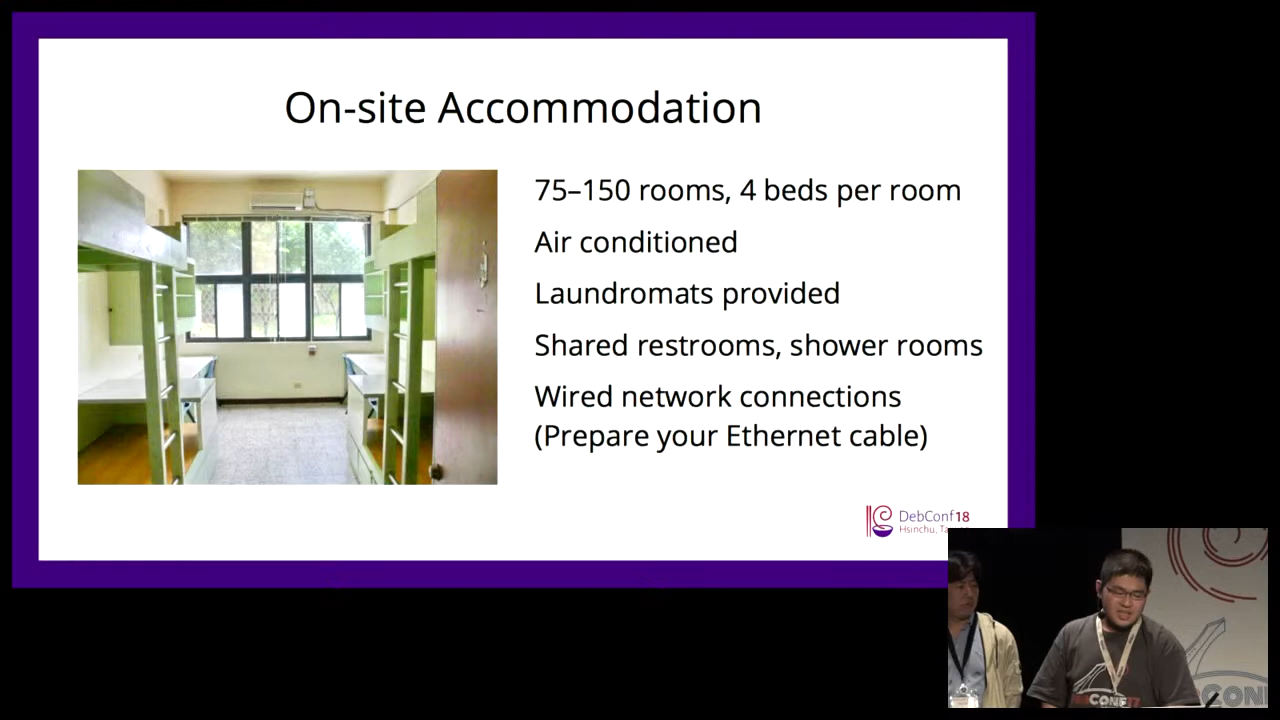 On-site Accommodation
75–150 rooms, 4 beds per room
Air conditioned
Laundromats provided
Shared restrooms, shower rooms
Wired network connections
(Prepare your Ethernet cable)
DebConf18
Hsinchu,